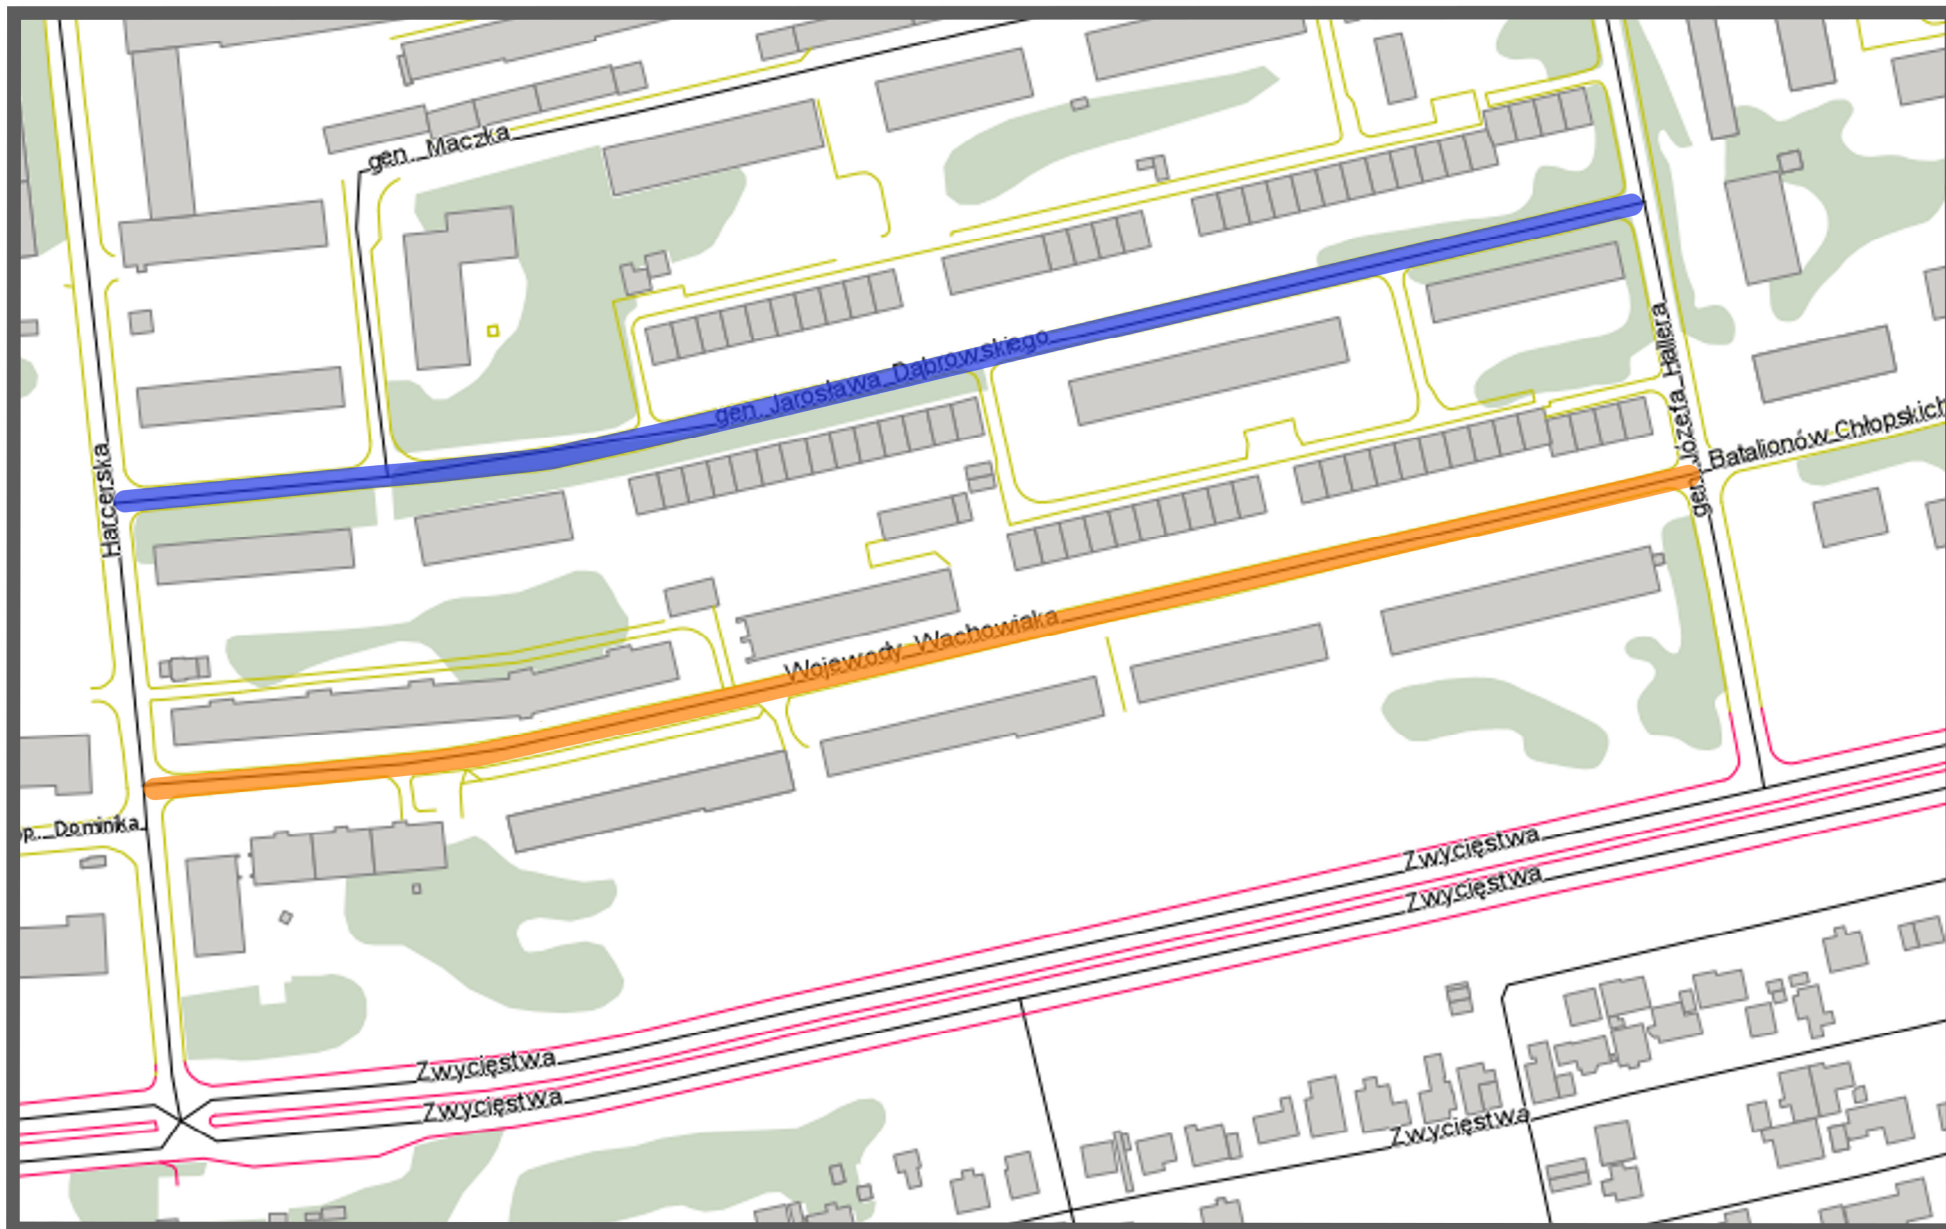 gen. Maczka
gen. Jarosława Dąbrowskiego
gen. Józefa Hallera
Batalionów Chłopskich
Harcerska
Wojewody Wachowiaka
p. Dominika
Zwycięstwa
Zwycięstwa
Zwycięstwa
Zwycięstwa
Zwycięstwa